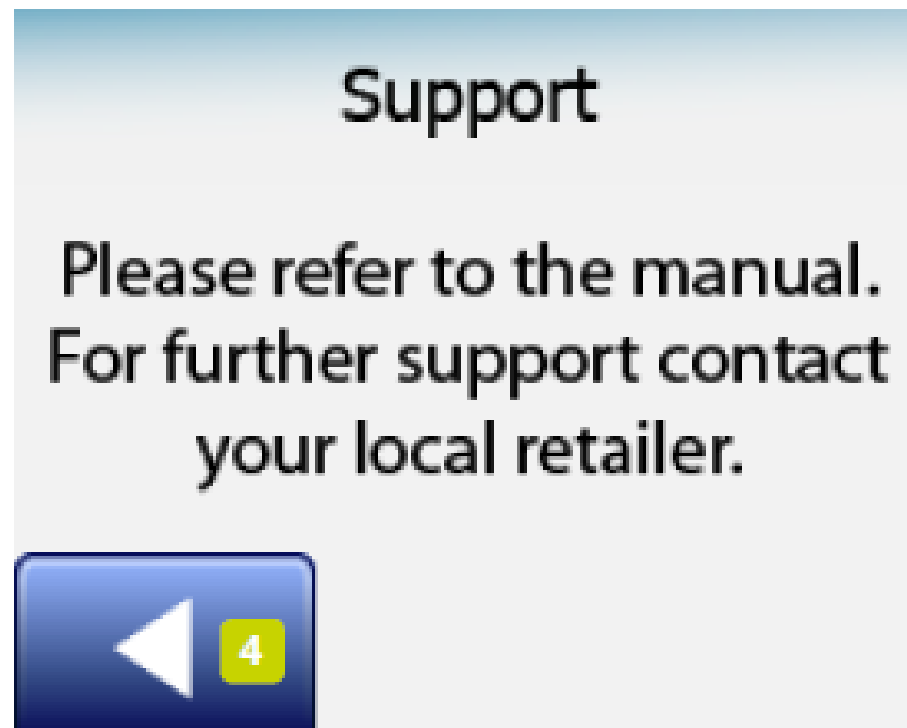 Support
Please refer to the manual.
For further support contact
your local retailer.
4